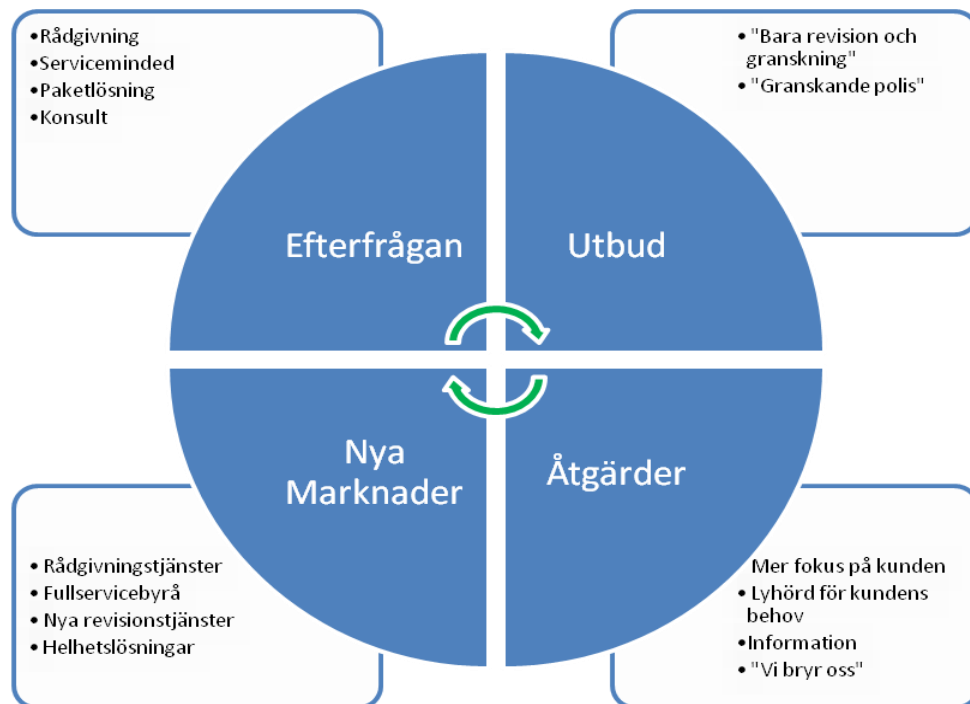 •Rådgivning
•Serviceminded
•Paketlösning
•Konsult
• "Bara revision och
granskning"
• "Granskande polis"
Efterfrågan
Utbud
Nya
Marknader
Åtgärder
• Rådgivningstjänster
• Fullservicebyrå
• Nya revisionstjänster
• Helhetslösningar
Mer fokus på kunden
• Lyhörd för kundens
behov
•Information
• "Vi bryr oss"